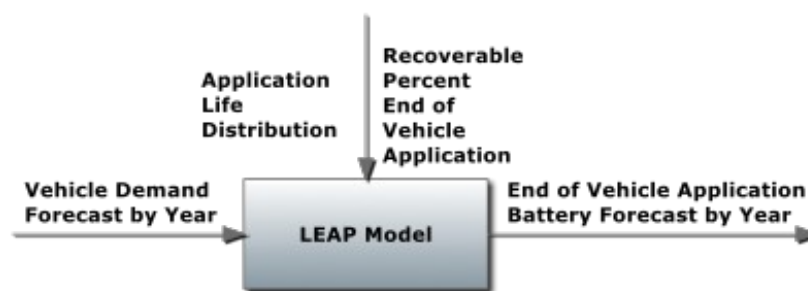 Application
Life
Distribution
Recoverable
Percent
End of
Vehicle
Application
Vehicle Demand
Forecast by Year
LEAP Model
End of Vehicle Application
Battery Forecast by Year